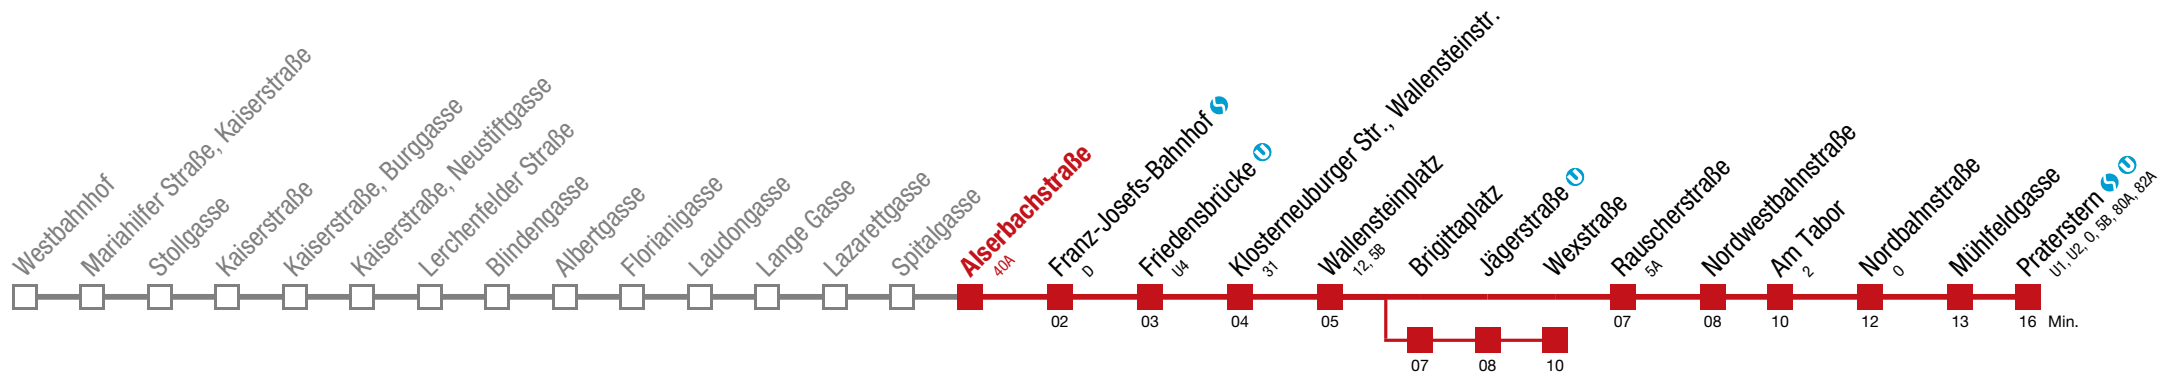 Westbahnhof
Mariahilfer Straße, Kaiserstraße
Stollgasse
Kaiserstraße
Kaiserstraße, Burggasse
Kaiserstraße, Neustiftgasse
Lerchenfelder Straße
Blindengasse
Albertgasse
Florianigasse
Laudongasse
Lange Gasse
Lazarettgasse
Spitalgasse
Alserbachstraße
40A
Franz-Josefs-Bahnhof S
D
Friedensbrücke U
U4
Klosterneuburger Str., Wallensteinstr.
31
Wallensteinplatz
12, 5B
Brigittaplatz
Jägerstraße U
Wexstraße
Rauscherstraße
5A
Nordwestbahnstraße
Am Tabor
2
Nordbahnstraße
O
Mühlfeldgasse
Praterstern S U
U1, U2, O, 5B, 80A, 82A
02
03
04
05
07
08
10
12
13
16 Min.
07
08
10